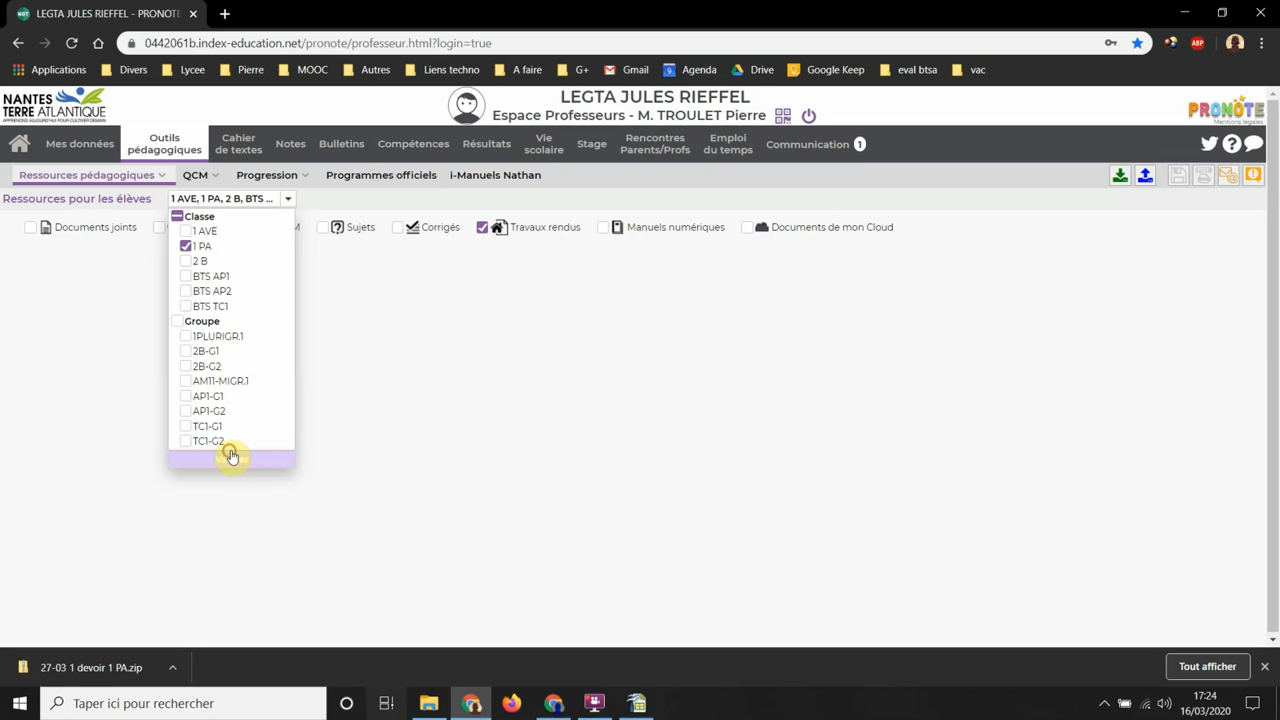 LEGTA JULES RIEFFEL - PRONOTE
0442061b.index-education.net/pronote/professeur.html?login=true
Applications Divers Lycee Pierre MOOC Autres Liens techno A faire G+ Gmail Agenda Drive Google Keep eval btsa vac
NANTES
TERRE ATLANTIQUE
LEGTA JULES RIEFFEL
Espace Professeurs - M. TROULET Pierre
PRONOTE
Mentions légales
Mes données Outils pédagogiques Cahier de textes Notes Bulletins Compétences Résultats Vie scolaire Stage Rencontres Parents/Profs Emploi du temps Communication 1
Ressources pédagogiques QCM Progression Programmes officiels i-Manuels Nathan
Ressources pour les élèves 1 AVE, 1 PA, 2 B, BTS ...
Documents joints M Sujets Corrigés Travaux rendus Manuels numériques Documents de mon Cloud
Classe
1 AVE
1 PA
2 B
BTS AP1
BTS AP2
BTS TC1
Groupe
1PLURIGR.1
2B-G1
2B-G2
AM11-MIGR.1
AP1-G1
AP1-G2
TC1-G1
TC1-G2
27-03 1 devoir 1 PA.zip
Tout afficher
Taper ici pour rechercher
17:24
16/03/2020